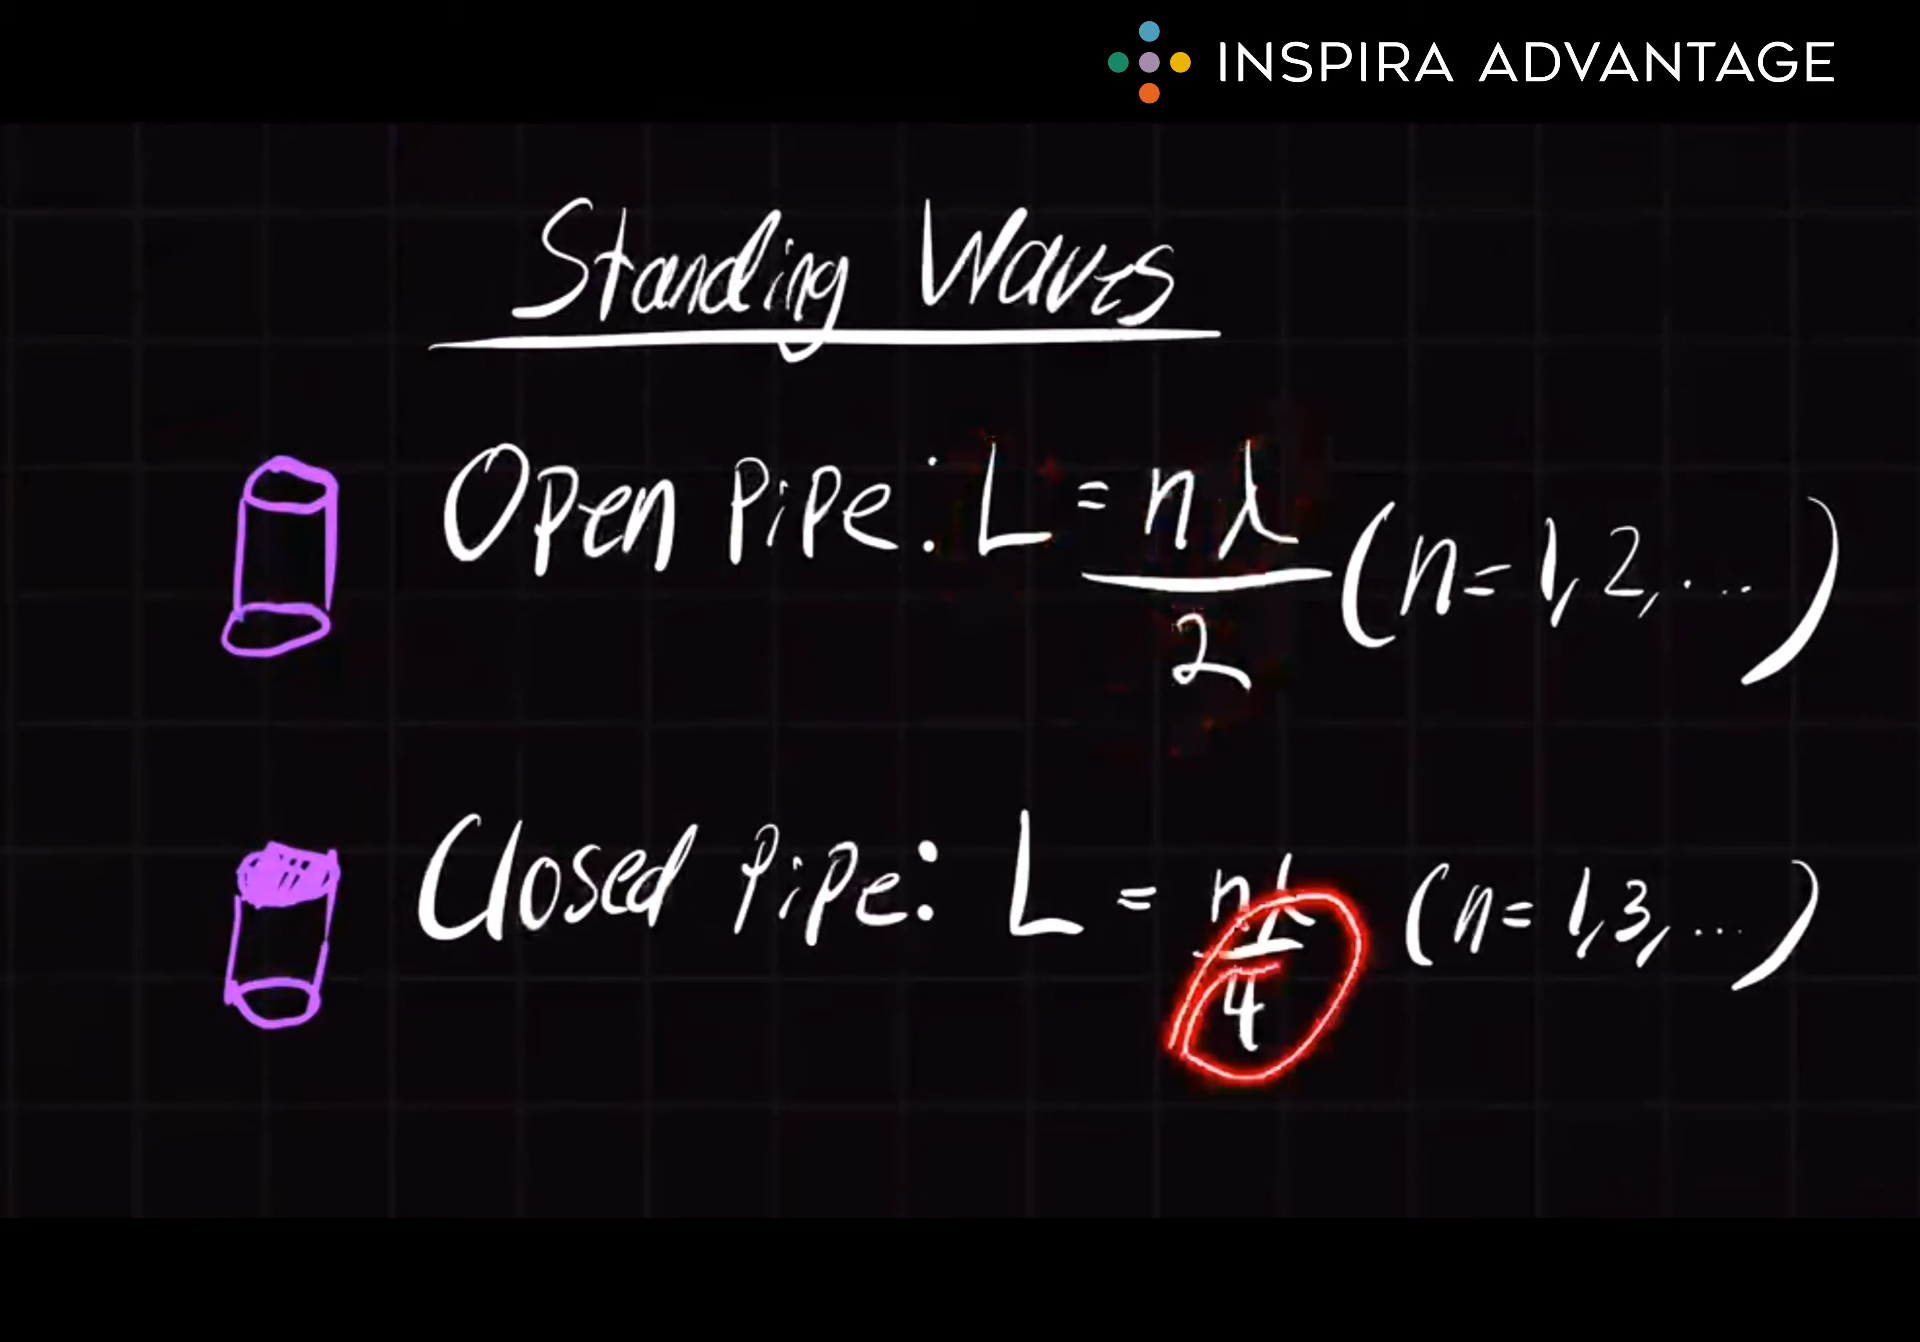 INSPIRA ADVANTAGE
Standing Waves
Open Pipe: L = nλ/2 (n = 1, 2, ...)
Closed Pipe: L = nλ/4 (n = 1, 3, ...)